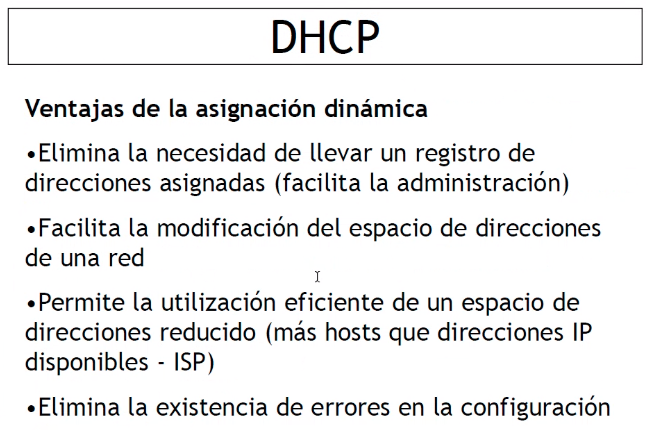 DHCP
Ventajas de la asignación dinámica
•Elimina la necesidad de llevar un registro de
direcciones asignadas (facilita la administración)
•Facilita la modificación del espacio de direcciones
de una red
•Permite la utilización eficiente de un espacio de
direcciones reducido (más hosts que direcciones IP
disponibles - ISP)
•Elimina la existencia de errores en la configuración